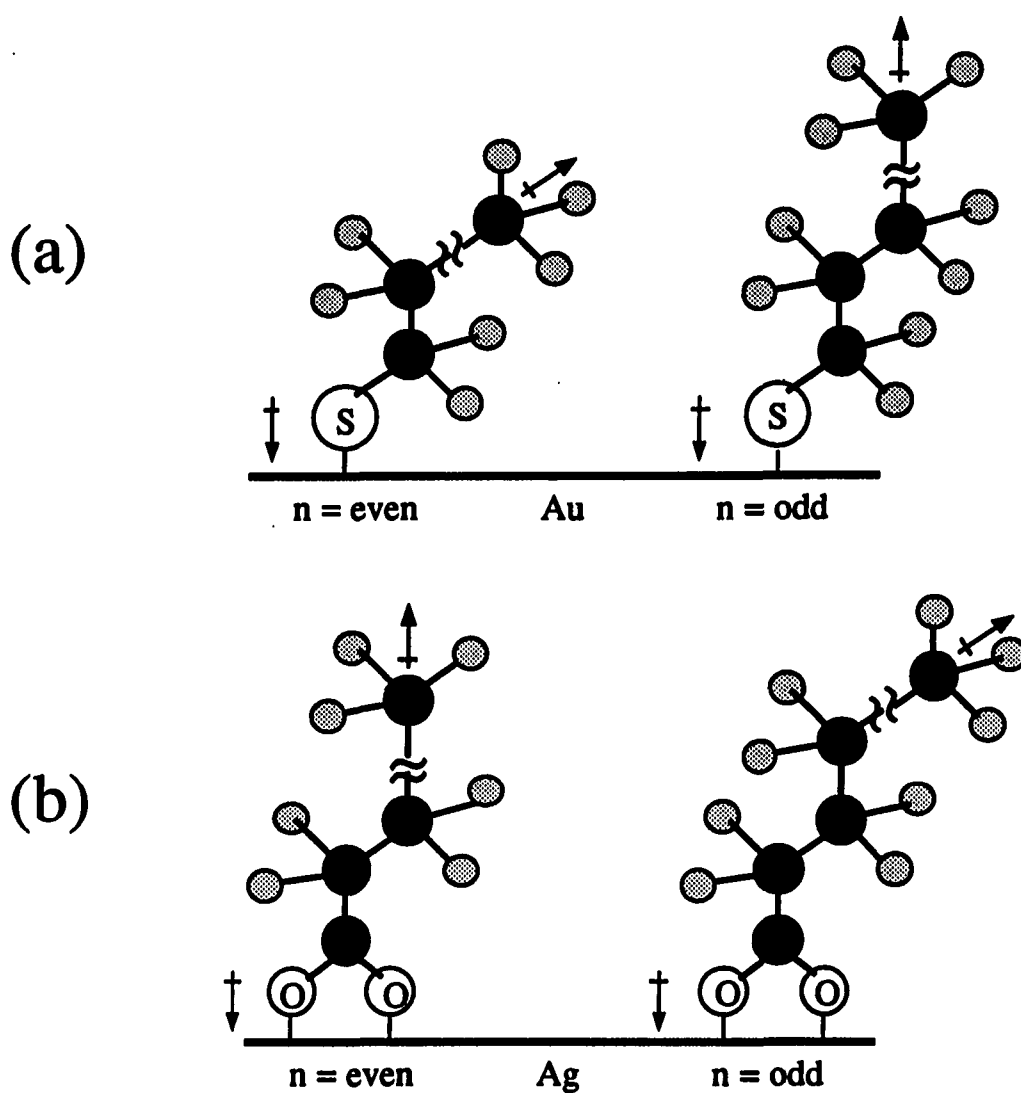 (a)
S
S
n = even Au n = odd
(b)
O O O O
n = even Ag n = odd